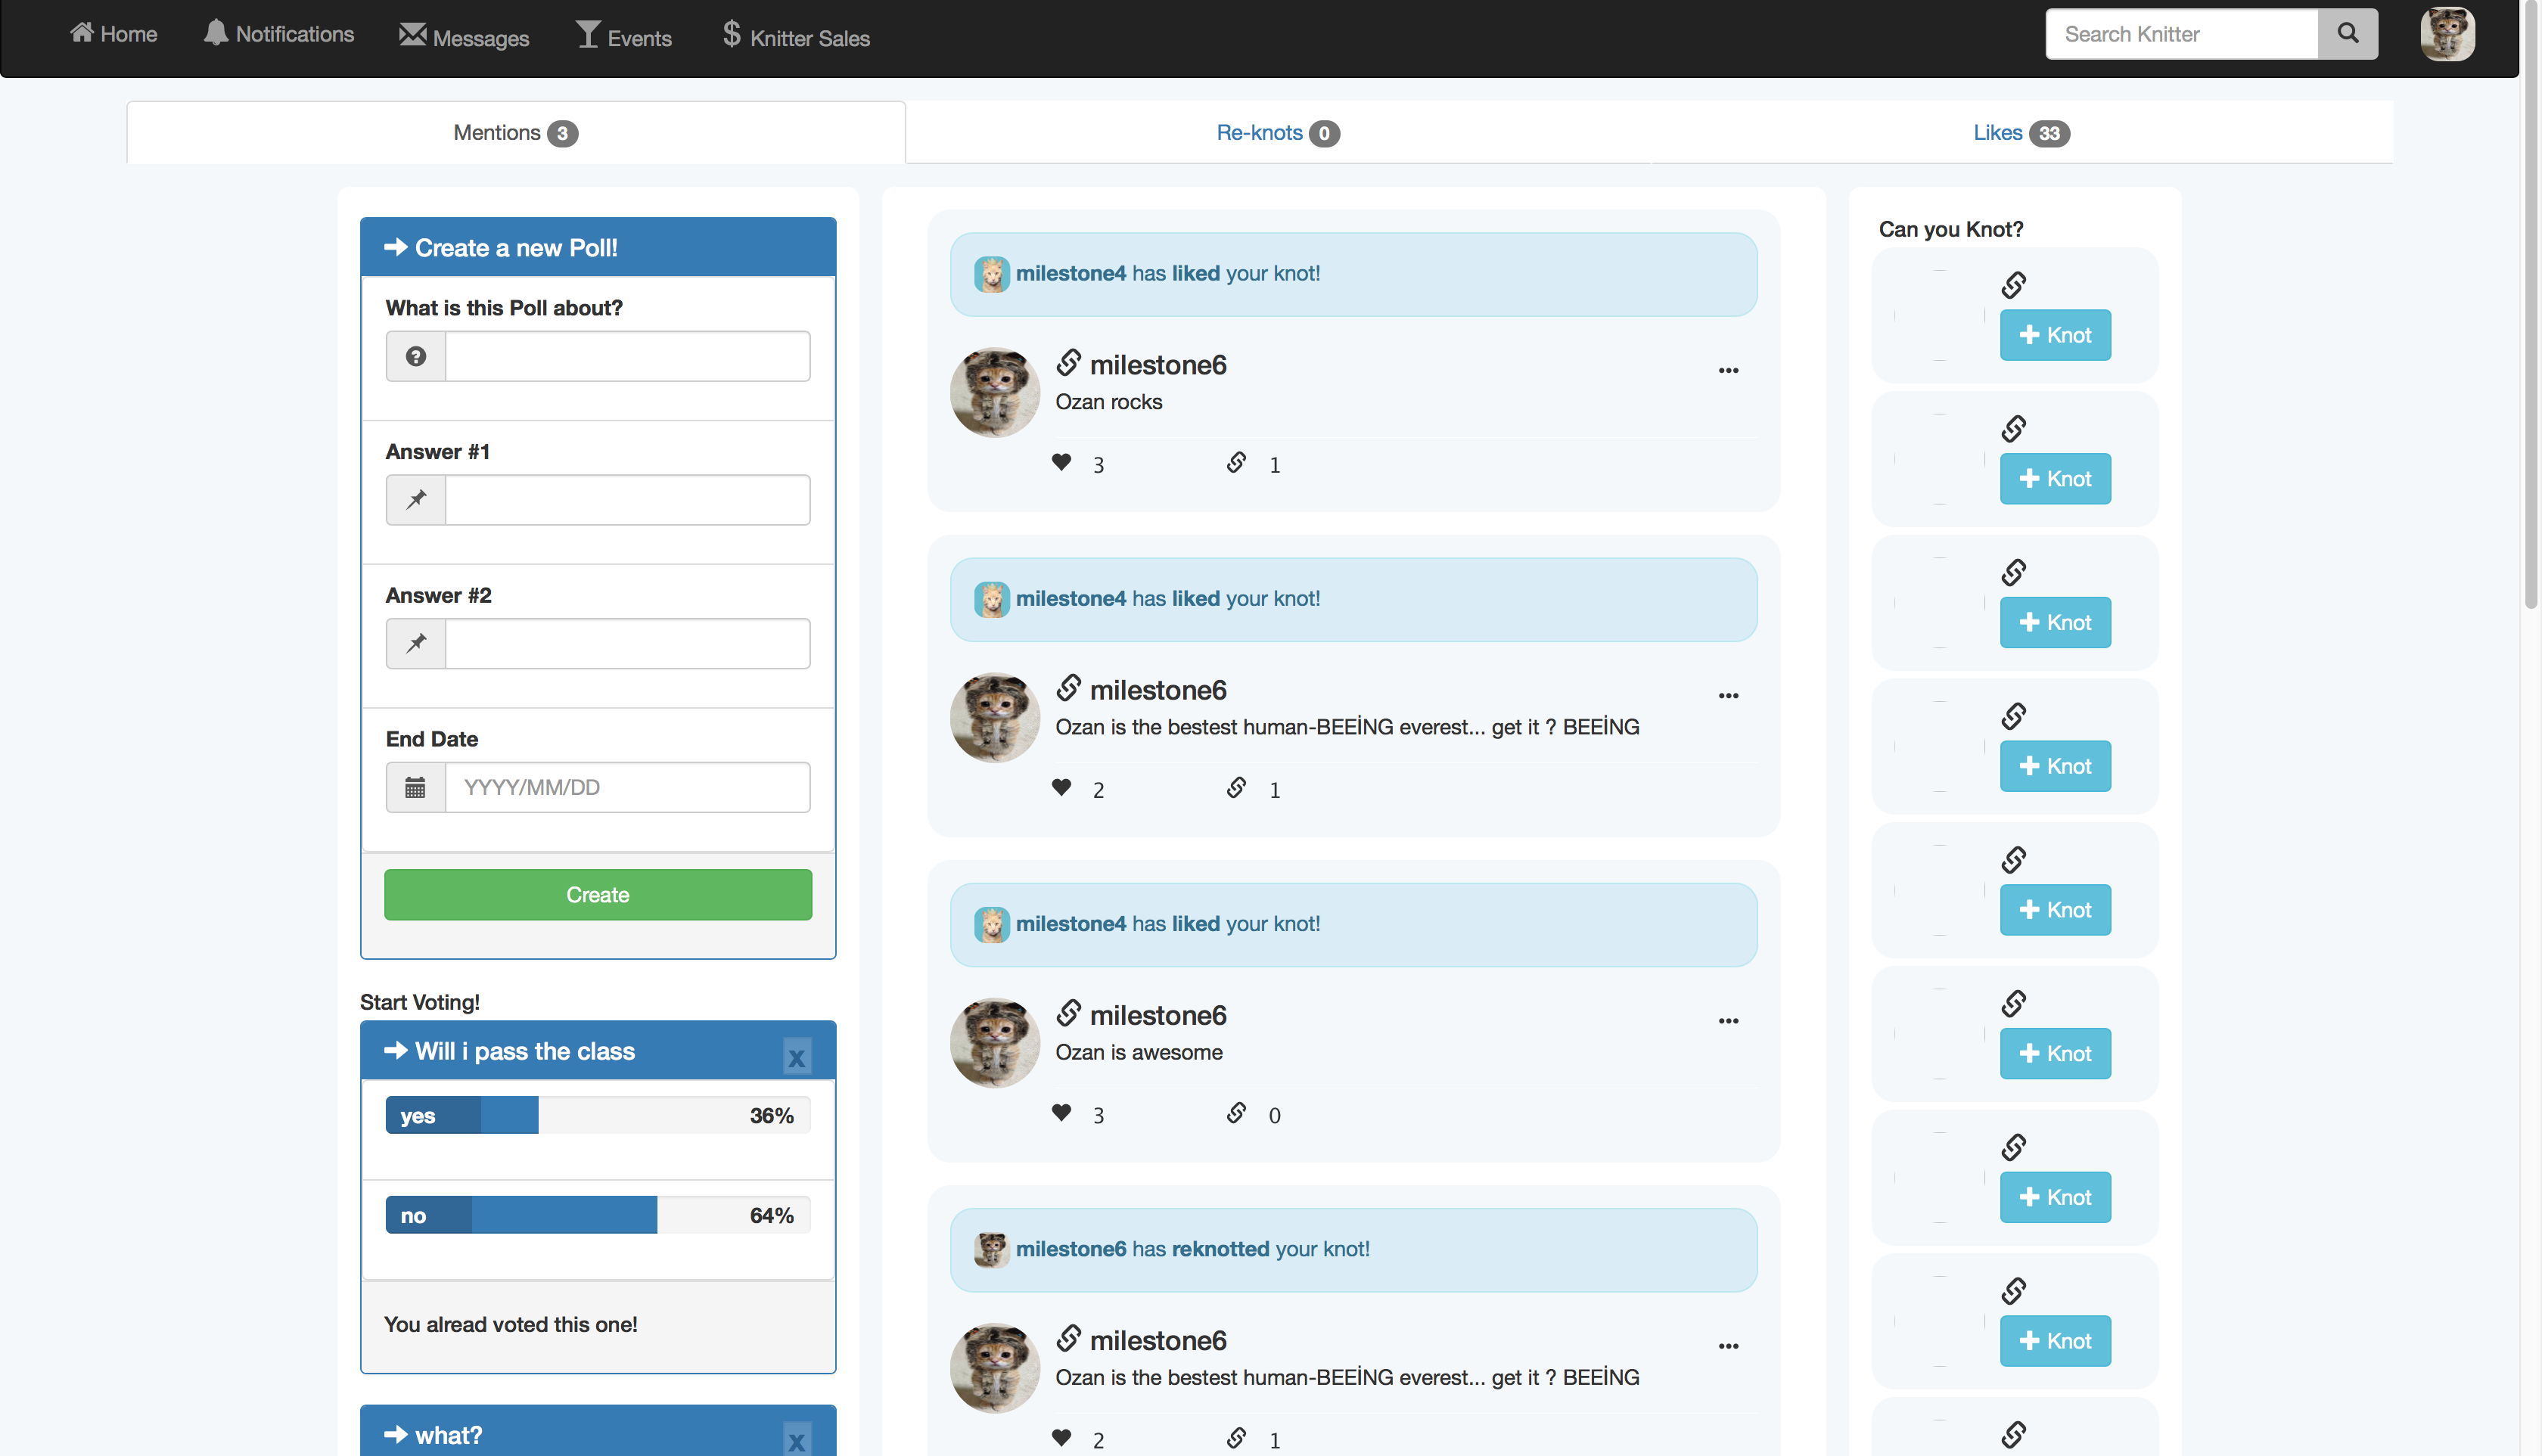 Home Notifications Messages Events $ Knitter Sales Search Knitter
Mentions 3 Re-knots 0 Likes 33
Create a new Poll!
What is this Poll about?
Answer #1
Answer #2
End Date
YYYY/MM/DD
Create
Start Voting!
Will i pass the class x
yes 36%
no 64%
You alread voted this one!
what? x
milestone4 has liked your knot!
milestone6 ...
Ozan rocks
3 1
milestone4 has liked your knot!
milestone6 ...
Ozan is the bestest human-BEEİNG everest... get it ? BEEİNG
2 1
milestone4 has liked your knot!
milestone6 ...
Ozan is awesome
3 0
milestone6 has reknotted your knot!
milestone6 ...
Ozan is the bestest human-BEEİNG everest... get it ? BEEİNG
2 1
Can you Knot?
Knot
Knot
Knot
Knot
Knot
Knot
Knot
Knot